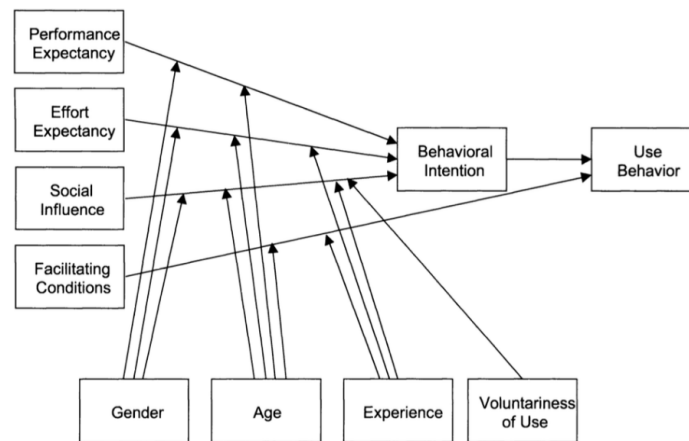 Performance
Expectancy
Effort
Expectancy
Social
Influence
Facilitating
Conditions
Behavioral
Intention
Use
Behavior
Gender
Age
Experience
Voluntariness
of Use